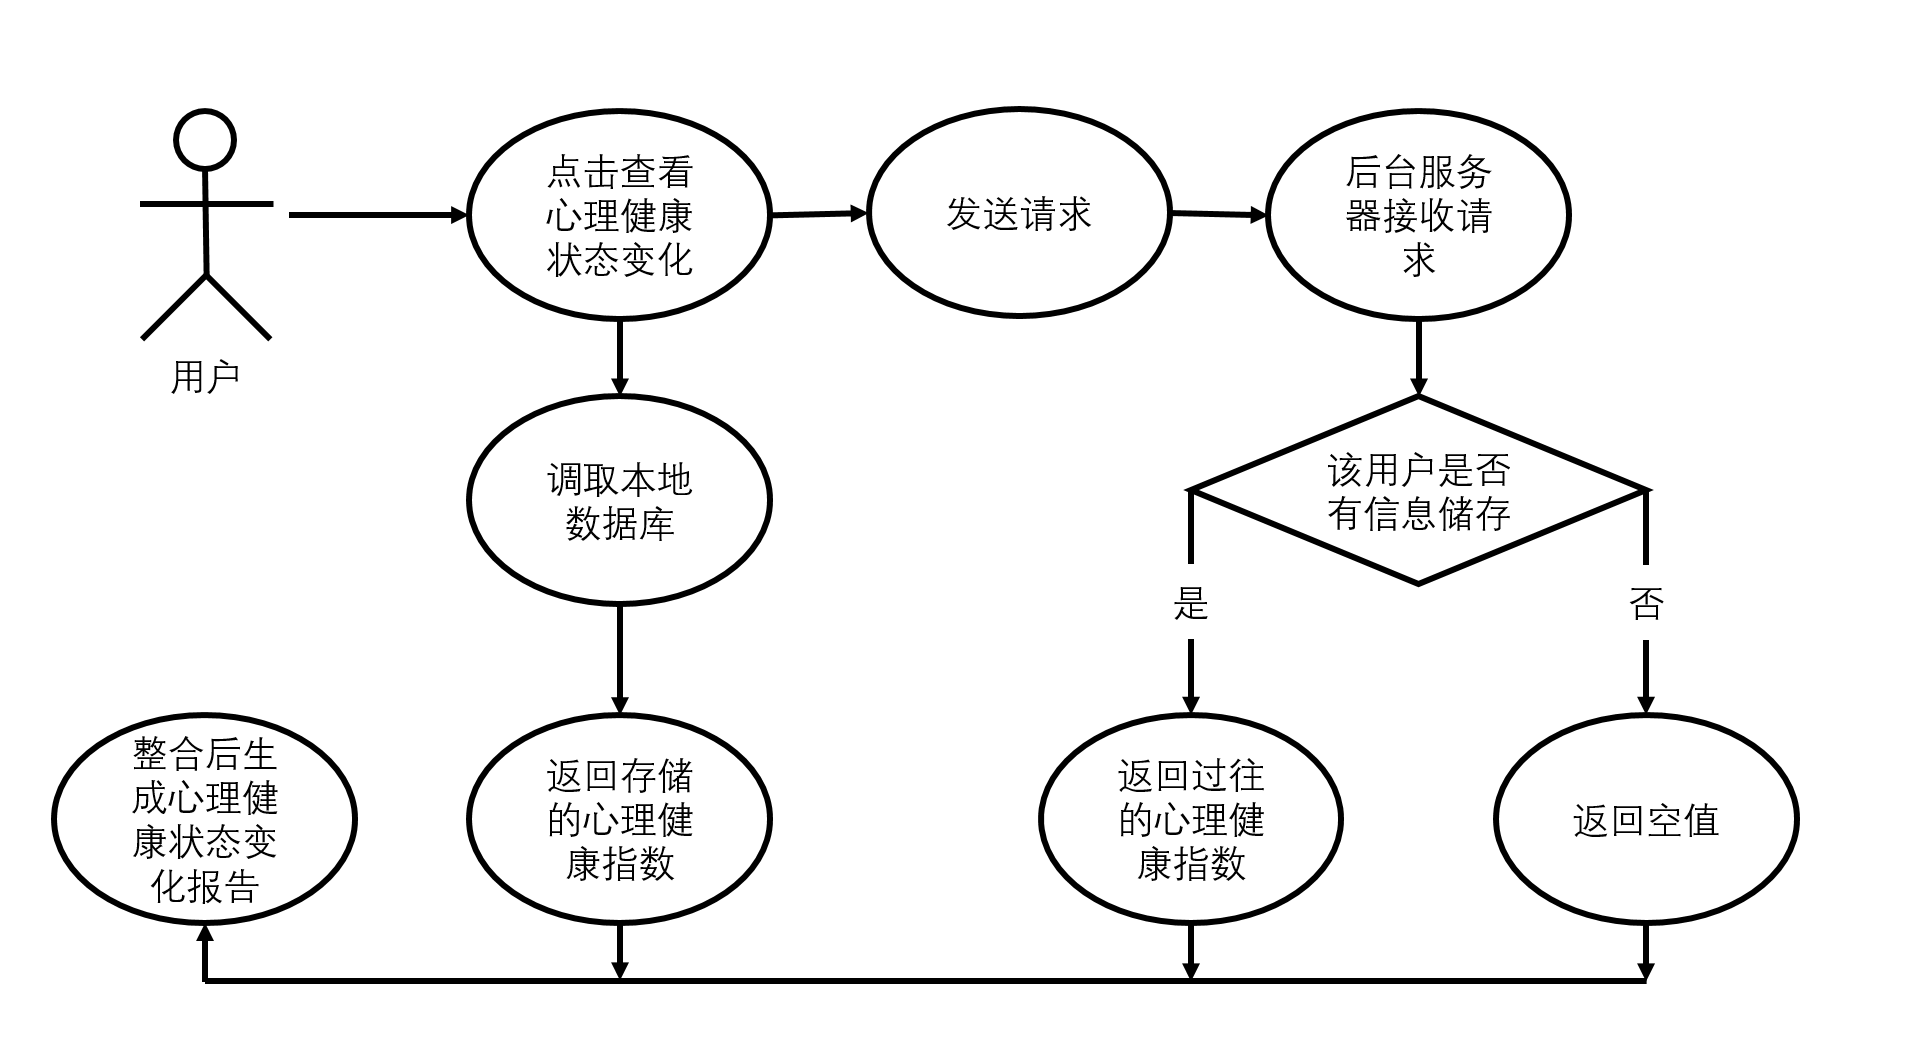 点击查看
心理健康
状态变化
发送请求
后台服务
器接收请
求
用户
调取本地
数据库
该用户是否
有信息储存
是
否
整合后生
成心理健
康状态变
化报告
返回存储
的心理健
康指数
返回过往
的心理健
康指数
返回空值